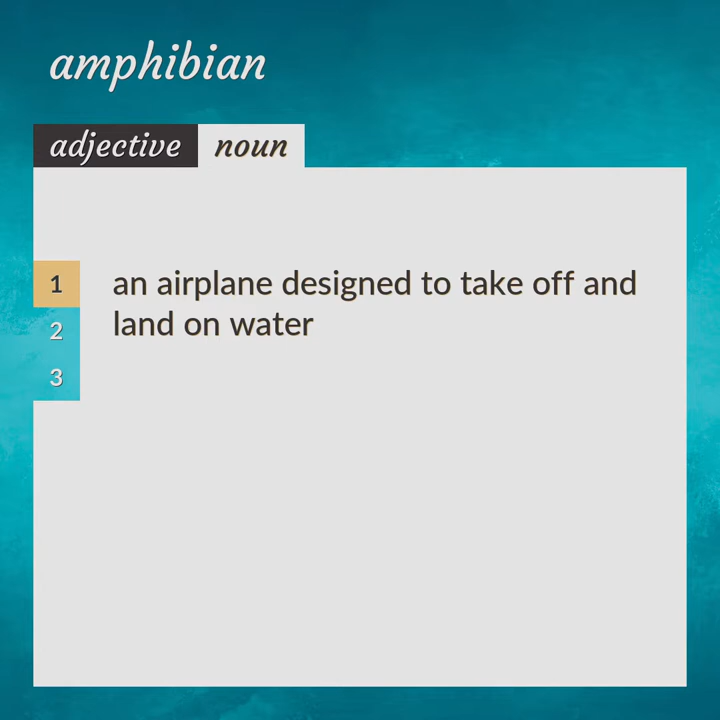 amphibian
adjective noun
1 an airplane designed to take off and
land on water
2
3